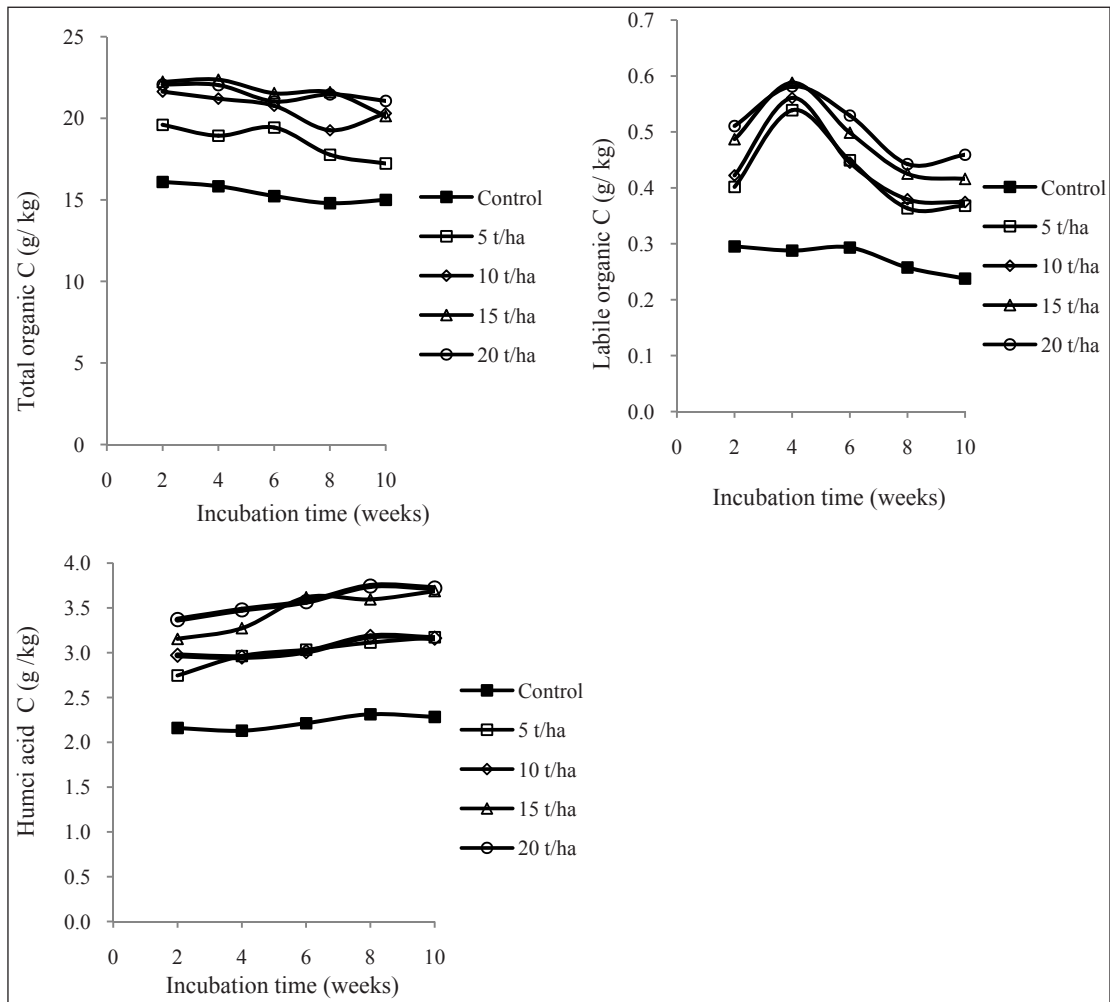 Total organic C (g/ kg)
25
20
15
10
5
0
0 2 4 6 8 10
Incubation time (weeks)
Control
5 t/ha
10 t/ha
15 t/ha
20 t/ha
Labile organic C (g/ kg)
0.7
0.6
0.5
0.4
0.3
0.2
0.1
0.0
0 2 4 6 8 10
Incubation time (weeks)
Control
5 t/ha
10 t/ha
15 t/ha
20 t/ha
Humci acid C (g /kg)
4.0
3.5
3.0
2.5
2.0
1.5
1.0
0.5
0.0
0 2 4 6 8 10
Incubation time (weeks)
Control
5 t/ha
10 t/ha
15 t/ha
20 t/ha